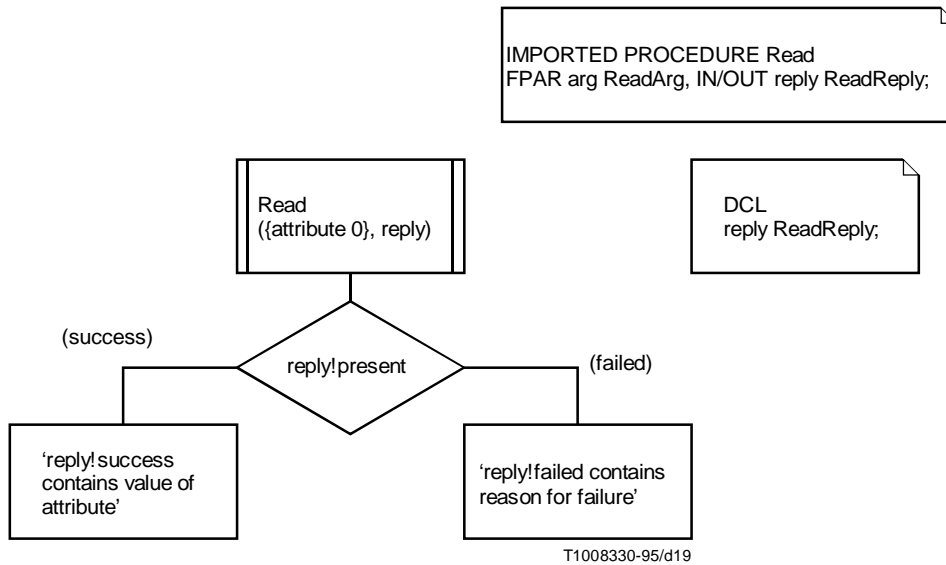 IMPORTED PROCEDURE Read
FPAR arg ReadArg, IN/OUT reply ReadReply;
DCL
reply ReadReply;
Read
({attribute 0}, reply)
(success)
reply!present
(failed)
‘reply!success
contains value of
attribute’
‘reply!failed contains
reason for failure’
T1008330-95/d19